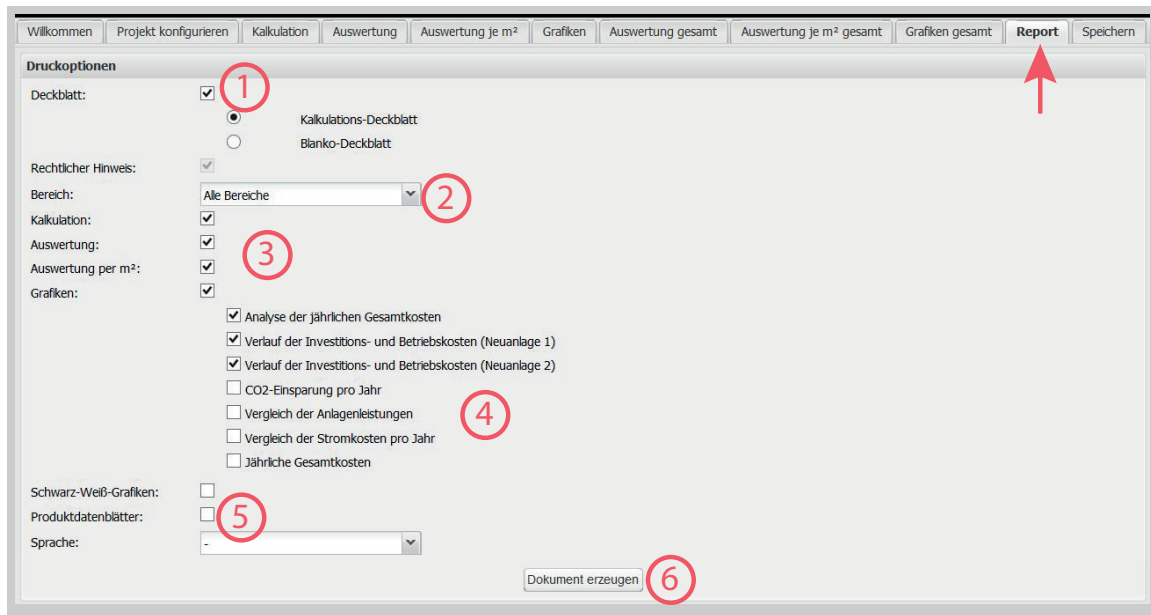 Willkommen Projekt konfigurieren Kalkulation Auswertung Auswertung je m² Grafiken Auswertung gesamt Auswertung je m² gesamt Grafiken gesamt Report Speichern
Druckoptionen
Deckblatt: 1
Kalkulations-Deckblatt
Blanko-Deckblatt
Rechtlicher Hinweis:
Bereich: Alle Bereiche 2
Kalkulation:
Auswertung: 3
Auswertung per m²:
Grafiken:
Analyse der jährlichen Gesamtkosten
Verlauf der Investitions- und Betriebskosten (Neuanlage 1)
Verlauf der Investitions- und Betriebskosten (Neuanlage 2)
CO2-Einsparung pro Jahr
Vergleich der Anlagenleistungen 4
Vergleich der Stromkosten pro Jahr
Jährliche Gesamtkosten
Schwarz-Weiß-Grafiken:
Produktdatenblätter: 5
Sprache: -
Dokument erzeugen 6